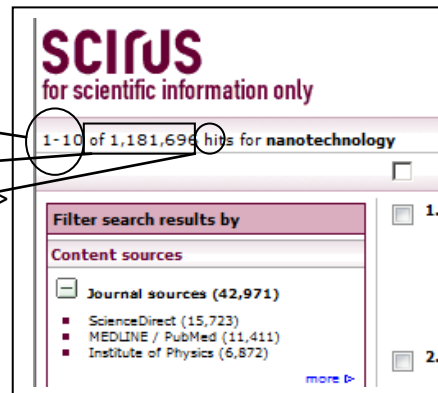 scirus
for scientific information only
1-10 of 1,181,696 hits for nanotechnology
1.
Filter search results by
Content sources
Journal sources (42,971)
ScienceDirect (15,723)
MEDLINE / PubMed (11,411)
Institute of Physics (6,872)
more
2.